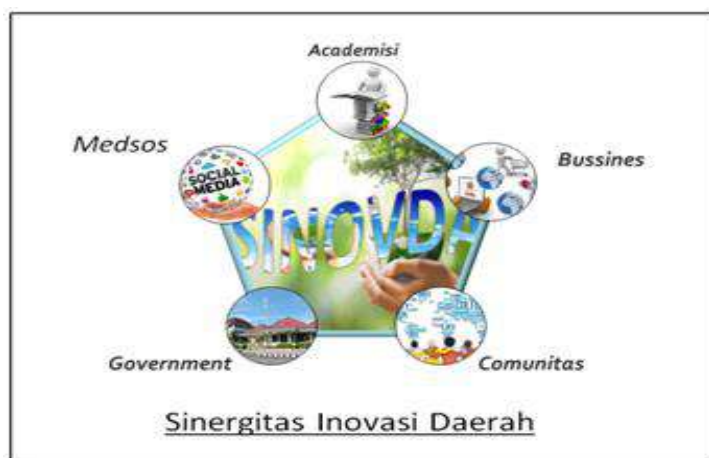 Academisi
Medsos
Bussines
SOCIAL
MEDIA
SINOVDA
Government
Comunitas
Sinergitas Inovasi Daerah